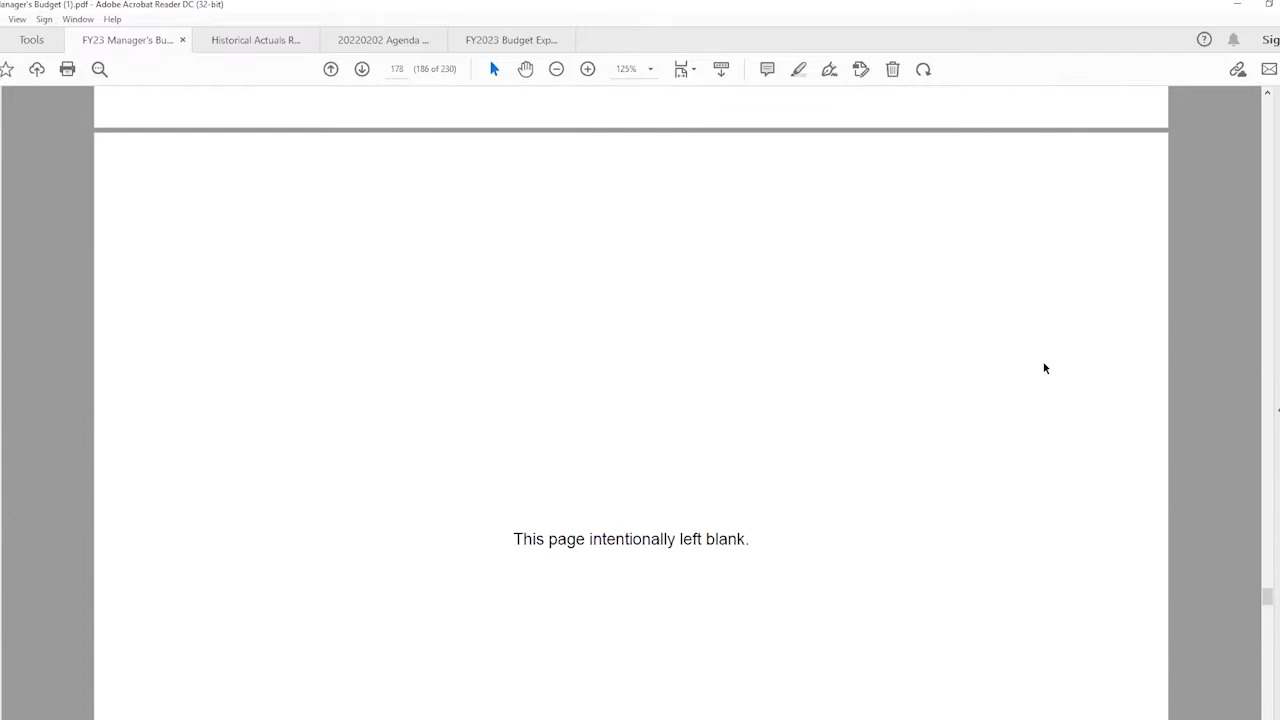 anager's Budget (1).pdf - Adobe Acrobat Reader DC (32-bit)
View Sign Window Help
Tools FY23 Manager's Bu... Historical Actuals R... 20220202 Agenda ... FY2023 Budget Exp... Sig
178 (186 of 230) 125%
This page intentionally left blank.